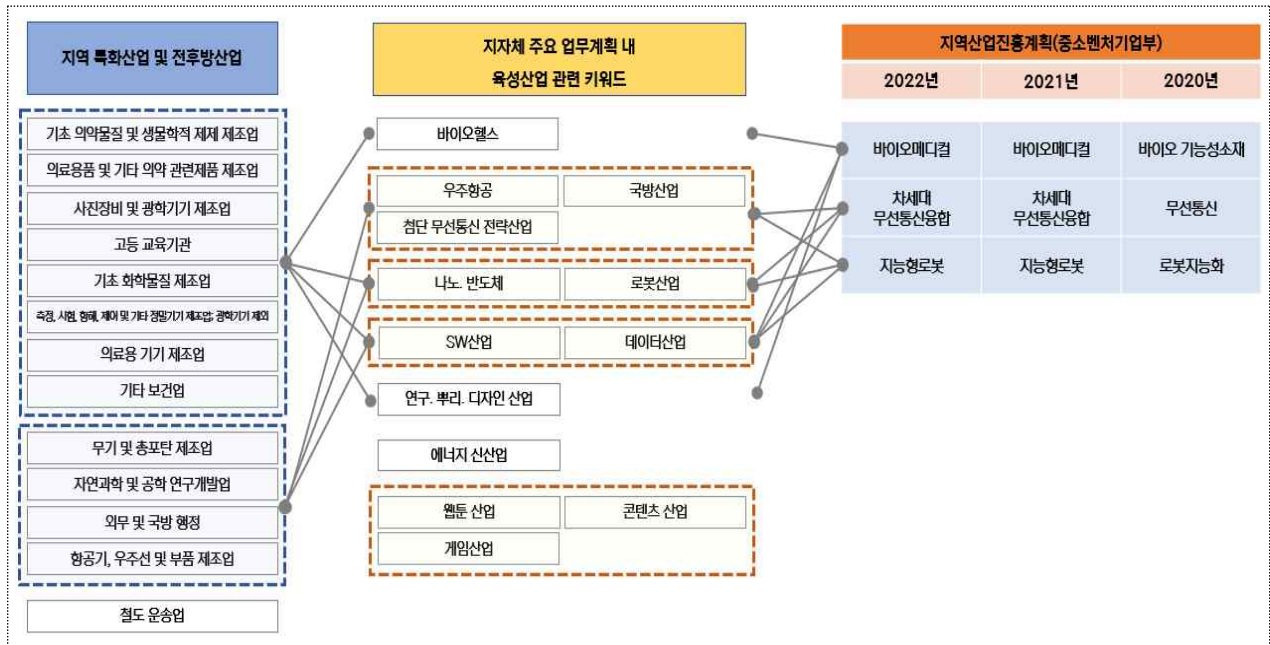 지역 특화산업 및 전후방산업
기초 의약물질 및 생물학적 제제 제조업
의료용품 및 기타 의약 관련제품 제조업
사진장비 및 광학기기 제조업
고등 교육기관
기초 화학물질 제조업
측정, 시험, 항해, 제어 및 기타 정밀기기 제조업; 광학기기 제외
의료용 기기 제조업
기타 보건업
무기 및 총포탄 제조업
자연과학 및 공학 연구개발업
외무 및 국방 행정
항공기, 우주선 및 부품 제조업
철도 운송업
지자체 주요 업무계획 내
육성산업 관련 키워드
바이오헬스
우주항공 국방산업
첨단 무선통신 전략산업
나노. 반도체 로봇산업
SW산업 데이터산업
연구. 뿌리. 디자인 산업
에너지 신산업
웹툰 산업 콘텐츠 산업
게임산업
지역산업진흥계획(중소벤처기업부)
2022년 2021년 2020년
바이오메디컬 바이오메디컬 바이오 기능성소재
차세대 차세대 무선통신
무선통신융합 무선통신융합
지능형로봇 지능형로봇 로봇지능화